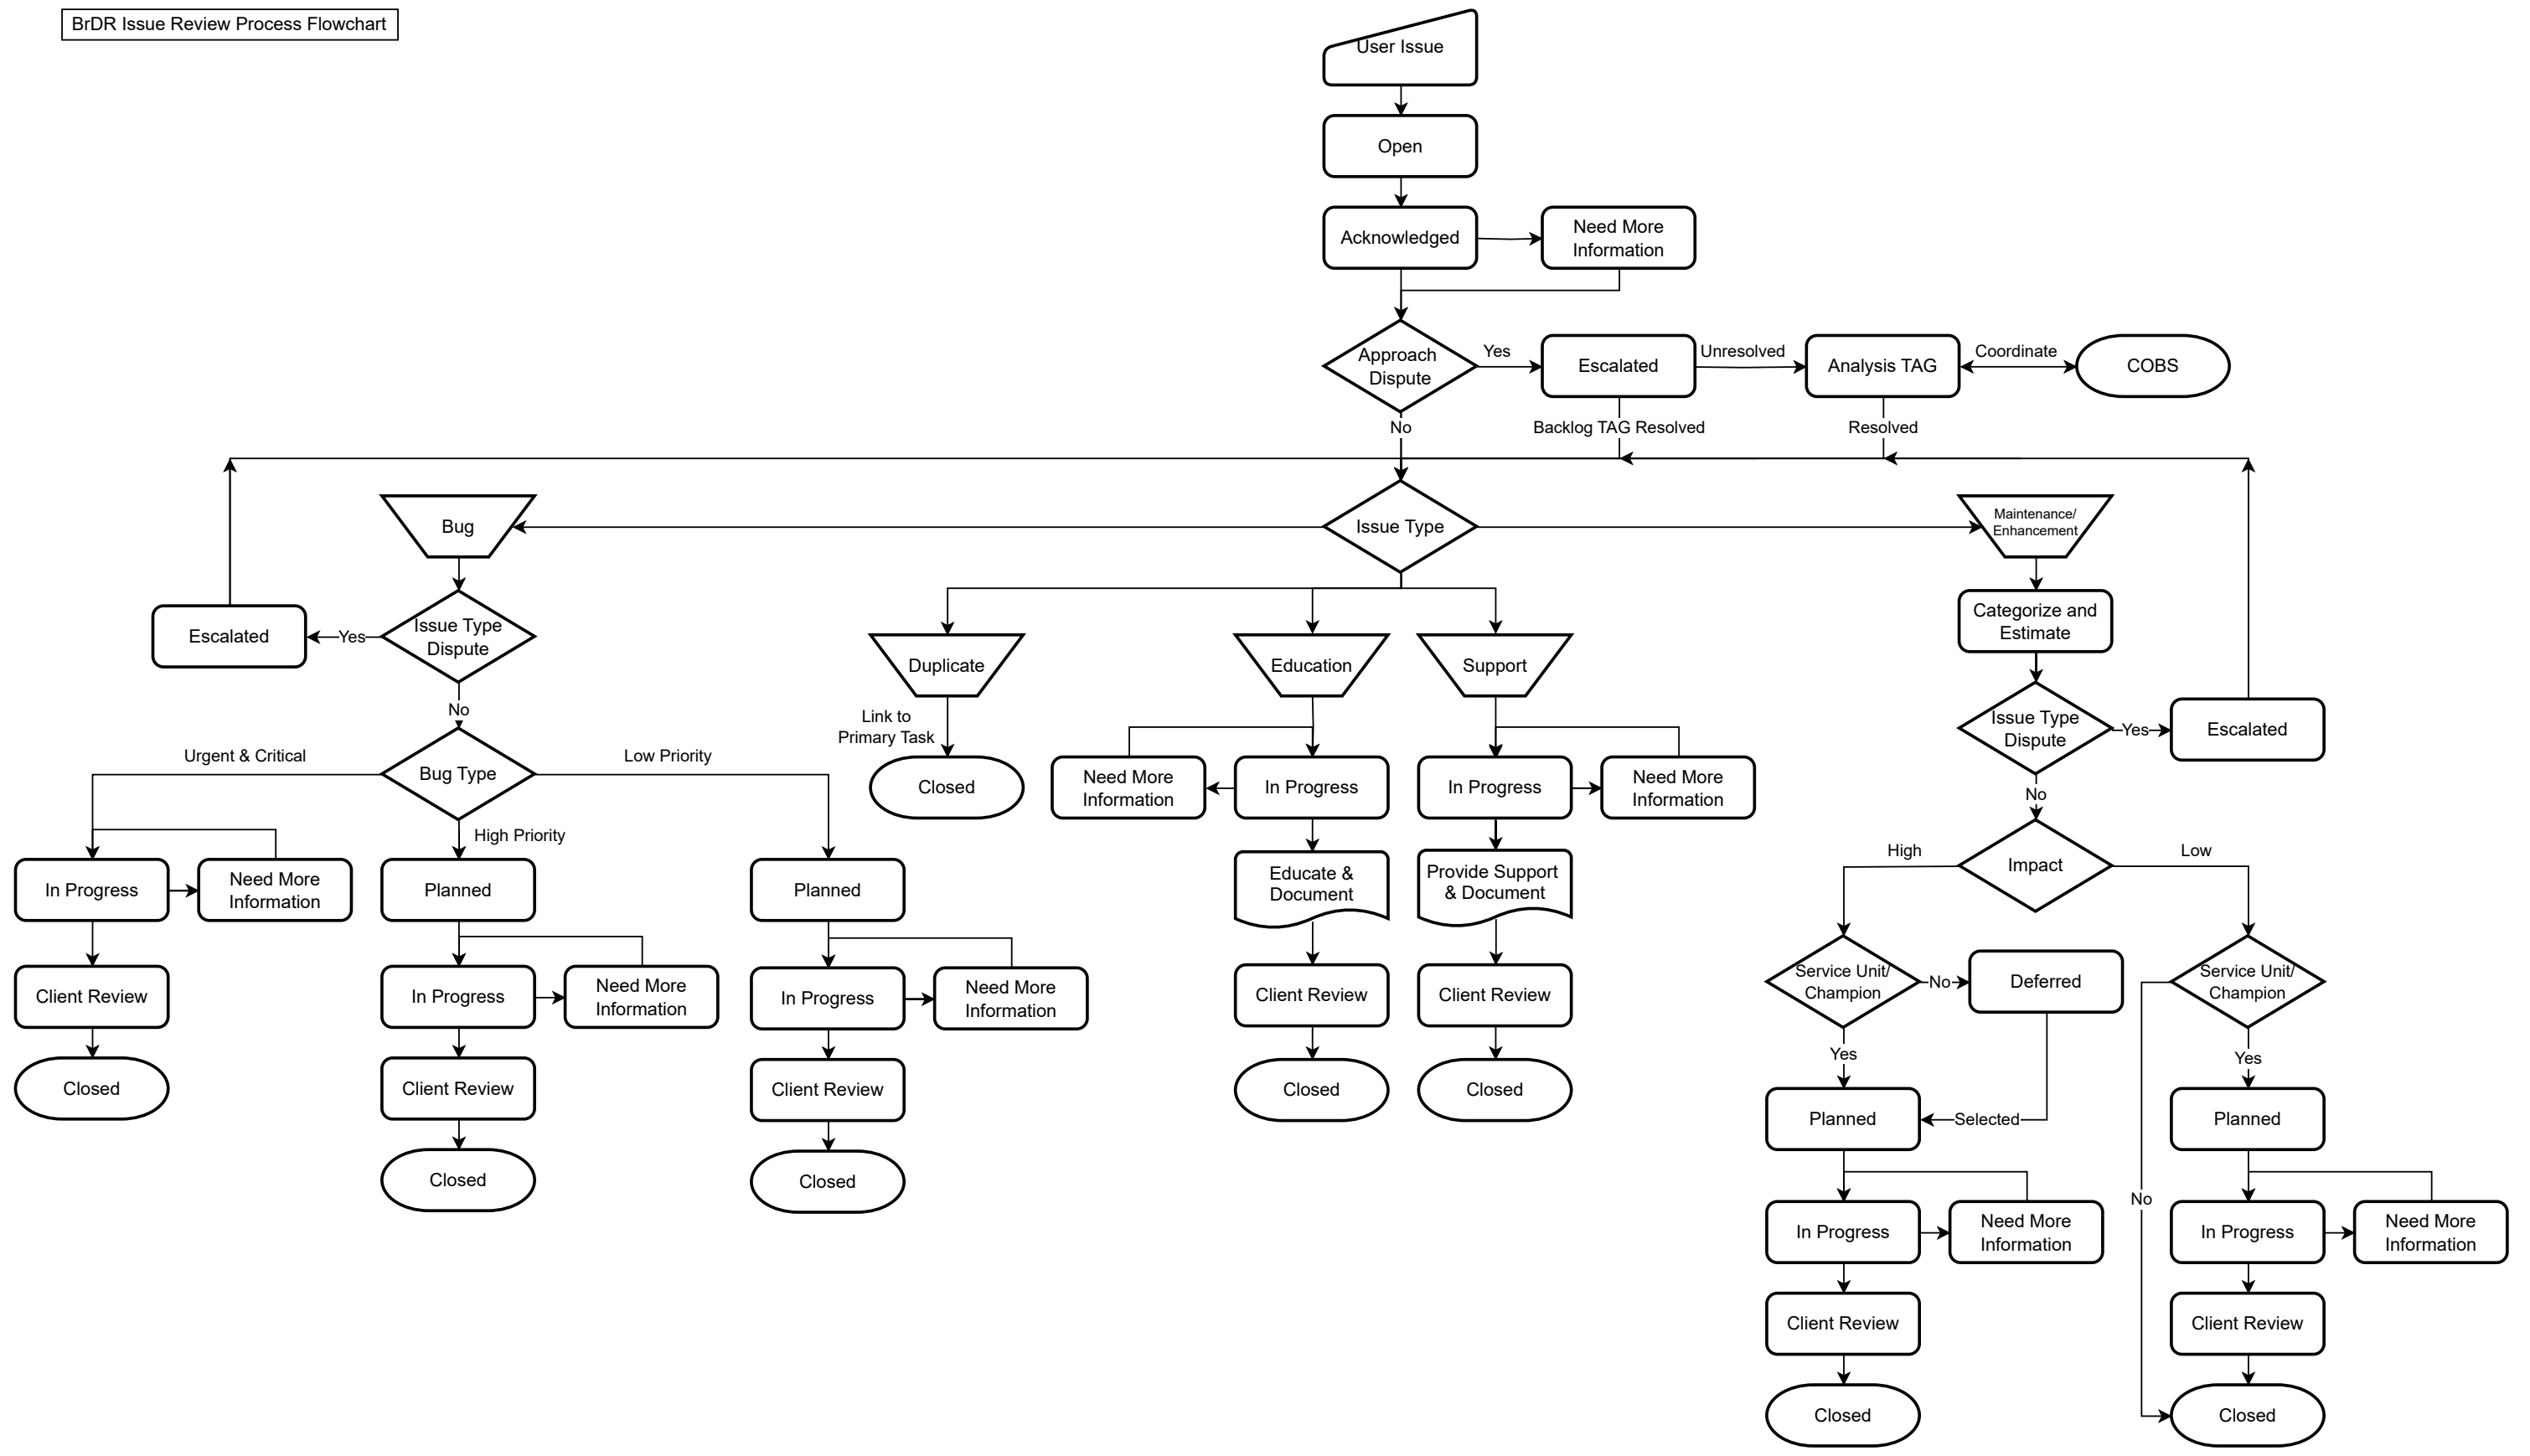 BrDR Issue Review Process Flowchart
User Issue
Open
Acknowledged
Need More
Information
Approach
Dispute
Yes
Escalated
Unresolved
Analysis TAG
Coordinate
COBS
No
Backlog TAG Resolved
Resolved
Bug
Issue Type
Maintenance/
Enhancement
Escalated
Yes
Issue Type
Dispute
No
Duplicate
Education
Support
Categorize and
Estimate
Issue Type
Dispute
Yes
Escalated
No
Urgent & Critical
Bug Type
Low Priority
High Priority
Link to
Primary Task
Closed
Need More
Information
In Progress
In Progress
Need More
Information
Educate &
Document
Provide Support
& Document
Client Review
Client Review
Closed
Closed
In Progress
Need More
Information
Client Review
Closed
Planned
In Progress
Need More
Information
Client Review
Closed
Planned
In Progress
Need More
Information
Client Review
Closed
High
Impact
Low
Service Unit/
Champion
No
Deferred
Yes
Planned
Selected
In Progress
Need More
Information
Client Review
Closed
Service Unit/
Champion
Yes
No
Planned
In Progress
Need More
Information
Client Review
Closed